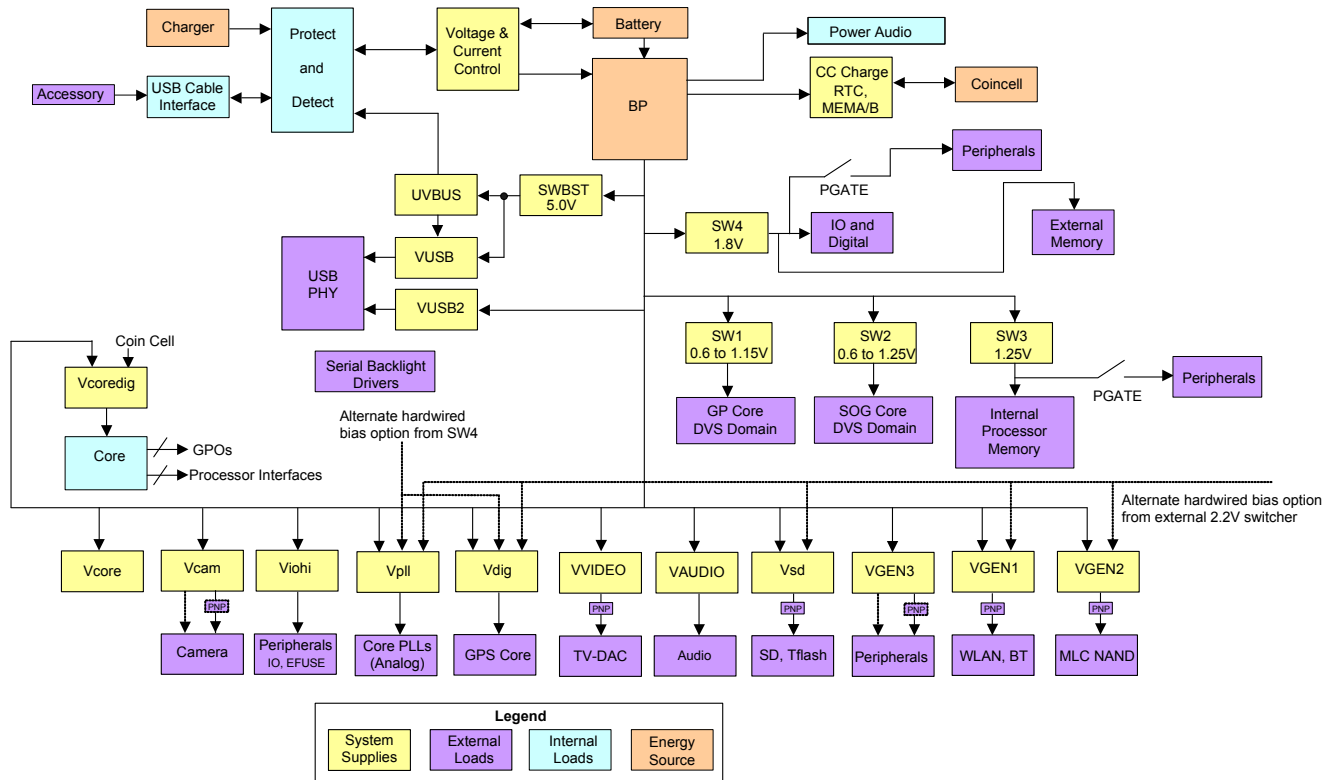 Charger
Protect
and
Detect
Voltage &
Current
Control
Battery
Power Audio
Accessory
USB Cable
Interface
BP
CC Charge
RTC,
MEMA/B
Coincell
Peripherals
PGATE
UVBUS
SWBST
5.0V
SW4
1.8V
IO and
Digital
External
Memory
USB
PHY
VUSB
VUSB2
Coin Cell
Vcoredig
Serial Backlight
Drivers
SW1
0.6 to 1.15V
SW2
0.6 to 1.25V
SW3
1.25V
Peripherals
PGATE
GP Core
DVS Domain
SOG Core
DVS Domain
Internal
Processor
Memory
Alternate hardwired
bias option from SW4
Core
GPOs
Processor Interfaces
Alternate hardwired bias option
from external 2.2V switcher
Vcore
Vcam
Viohi
Vpll
Vdig
VVIDEO
VAUDIO
Vsd
VGEN3
VGEN1
VGEN2
PNP
PNP
PNP
PNP
PNP
PNP
Camera
Peripherals
IO, EFUSE
Core PLLs
(Analog)
GPS Core
TV-DAC
Audio
SD, Tflash
Peripherals
WLAN, BT
MLC NAND
Legend
System
Supplies
External
Loads
Internal
Loads
Energy
Source